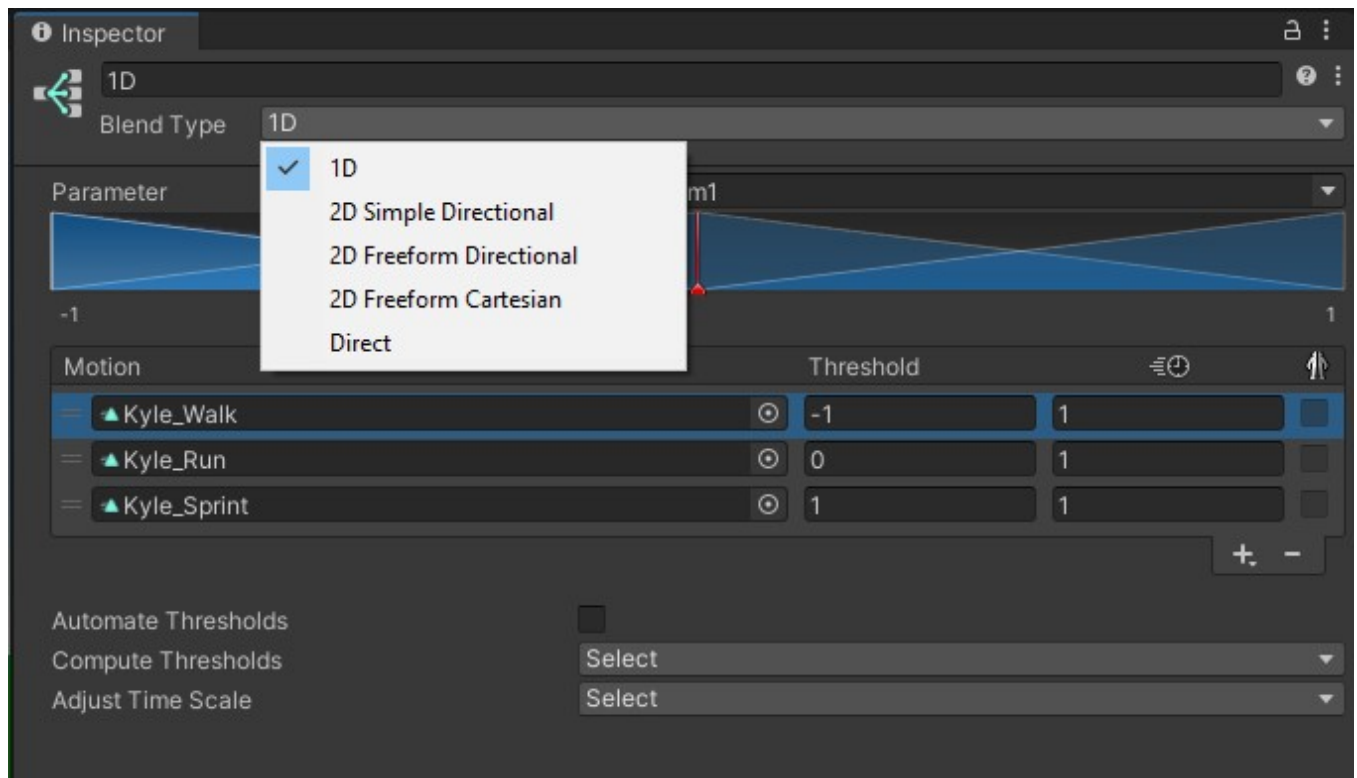 Inspector
1D
Blend Type 1D
1D
Parameter m1
2D Simple Directional
2D Freeform Directional
2D Freeform Cartesian
-1 1
Direct
Motion Threshold
Kyle_Walk -1 1
Kyle_Run 0 1
Kyle_Sprint 1 1
Automate Thresholds
Compute Thresholds Select
Adjust Time Scale Select